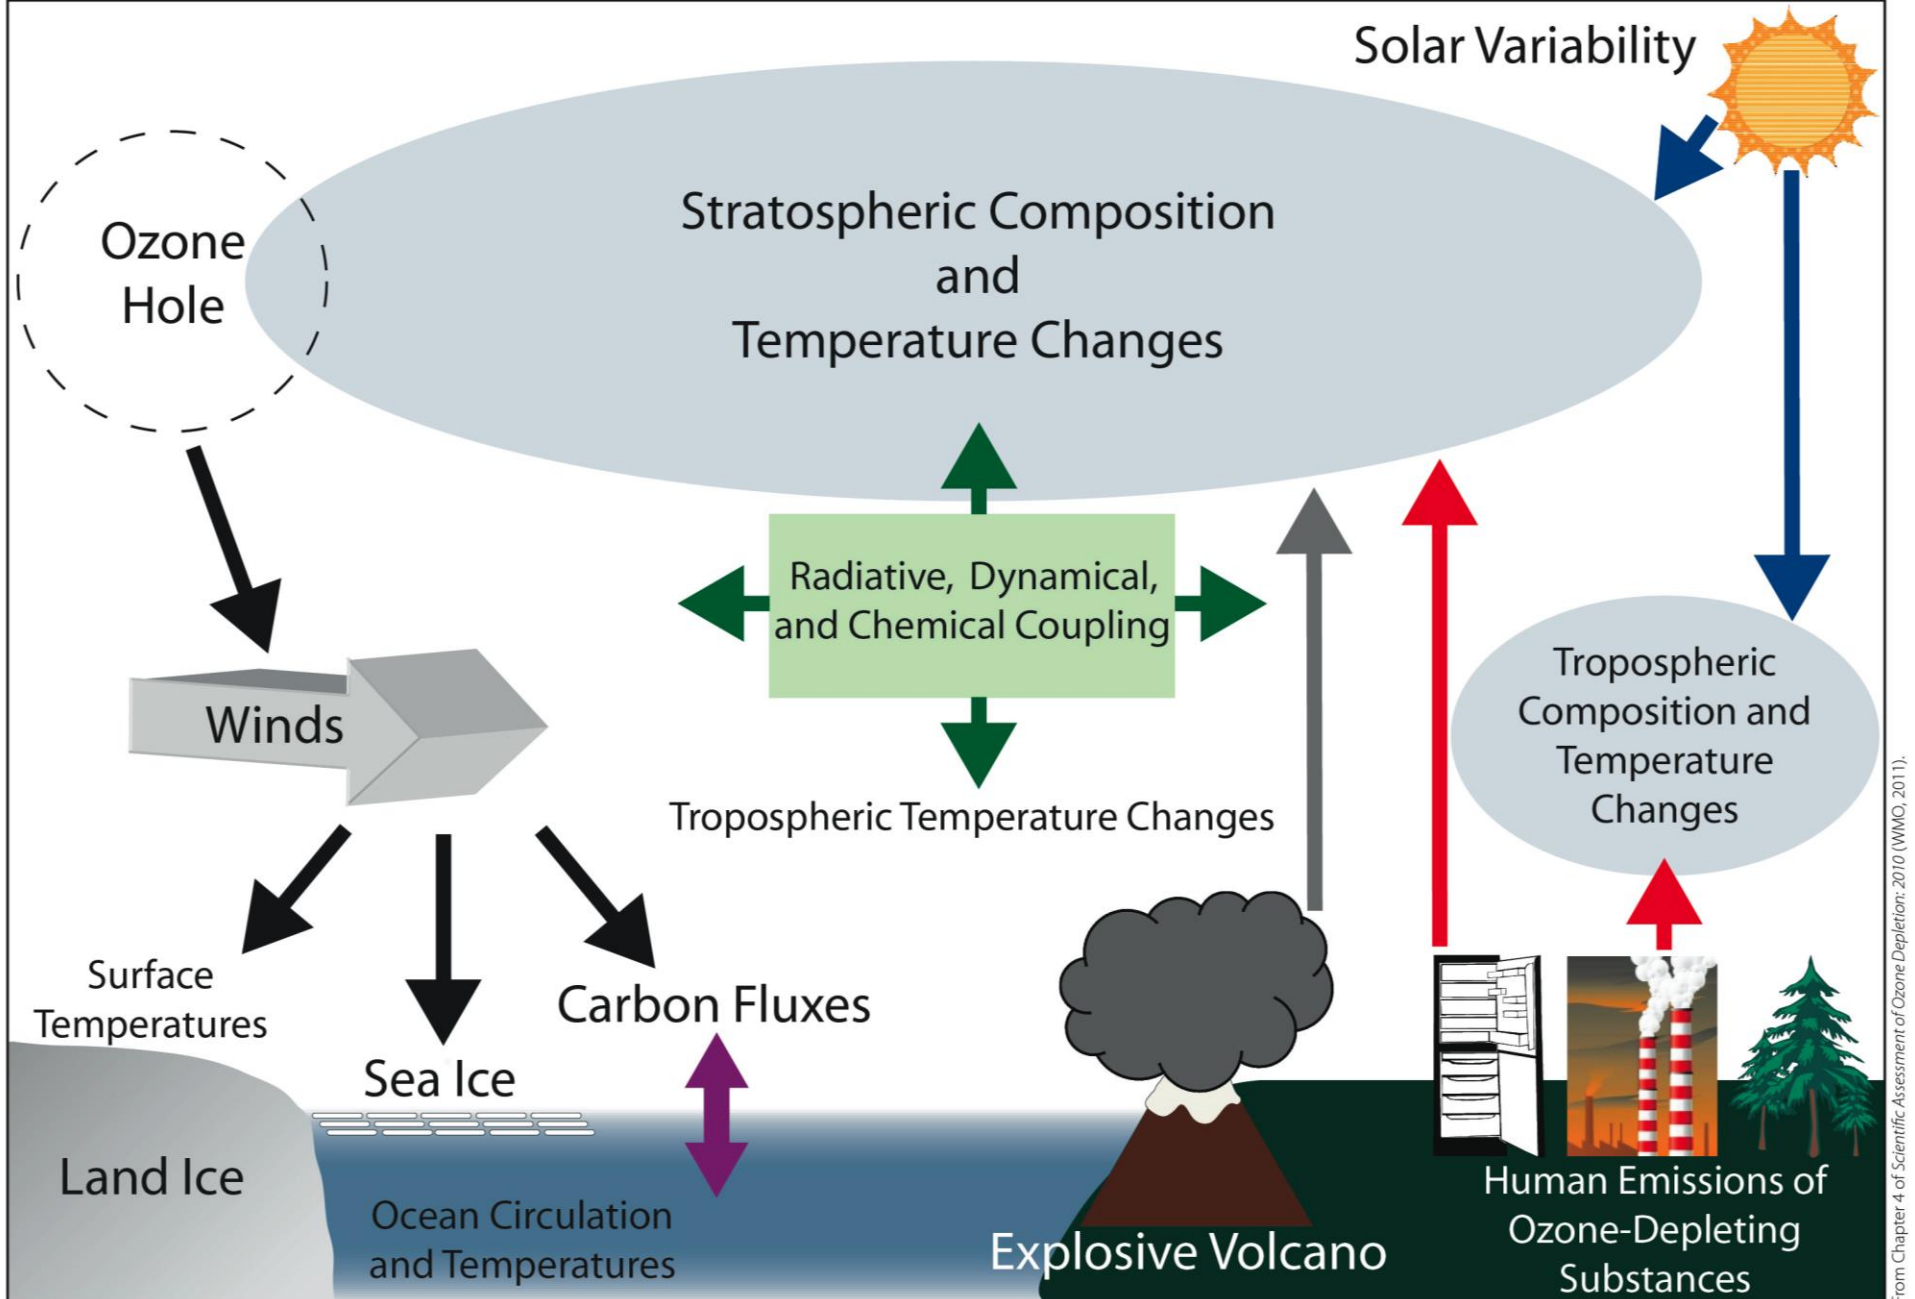 Solar Variability
Stratospheric Composition
and
Temperature Changes
Ozone
Hole
Radiative, Dynamical,
and Chemical Coupling
Tropospheric
Composition and
Temperature
Changes
Winds
Tropospheric Temperature Changes
Surface
Temperatures
Carbon Fluxes
Sea Ice
Land Ice
Ocean Circulation
and Temperatures
Explosive Volcano
Human Emissions of
Ozone-Depleting
Substances
From Chapter 4 of Scientific Assessment of Ozone Depletion: 2010 (WMO, 2011).